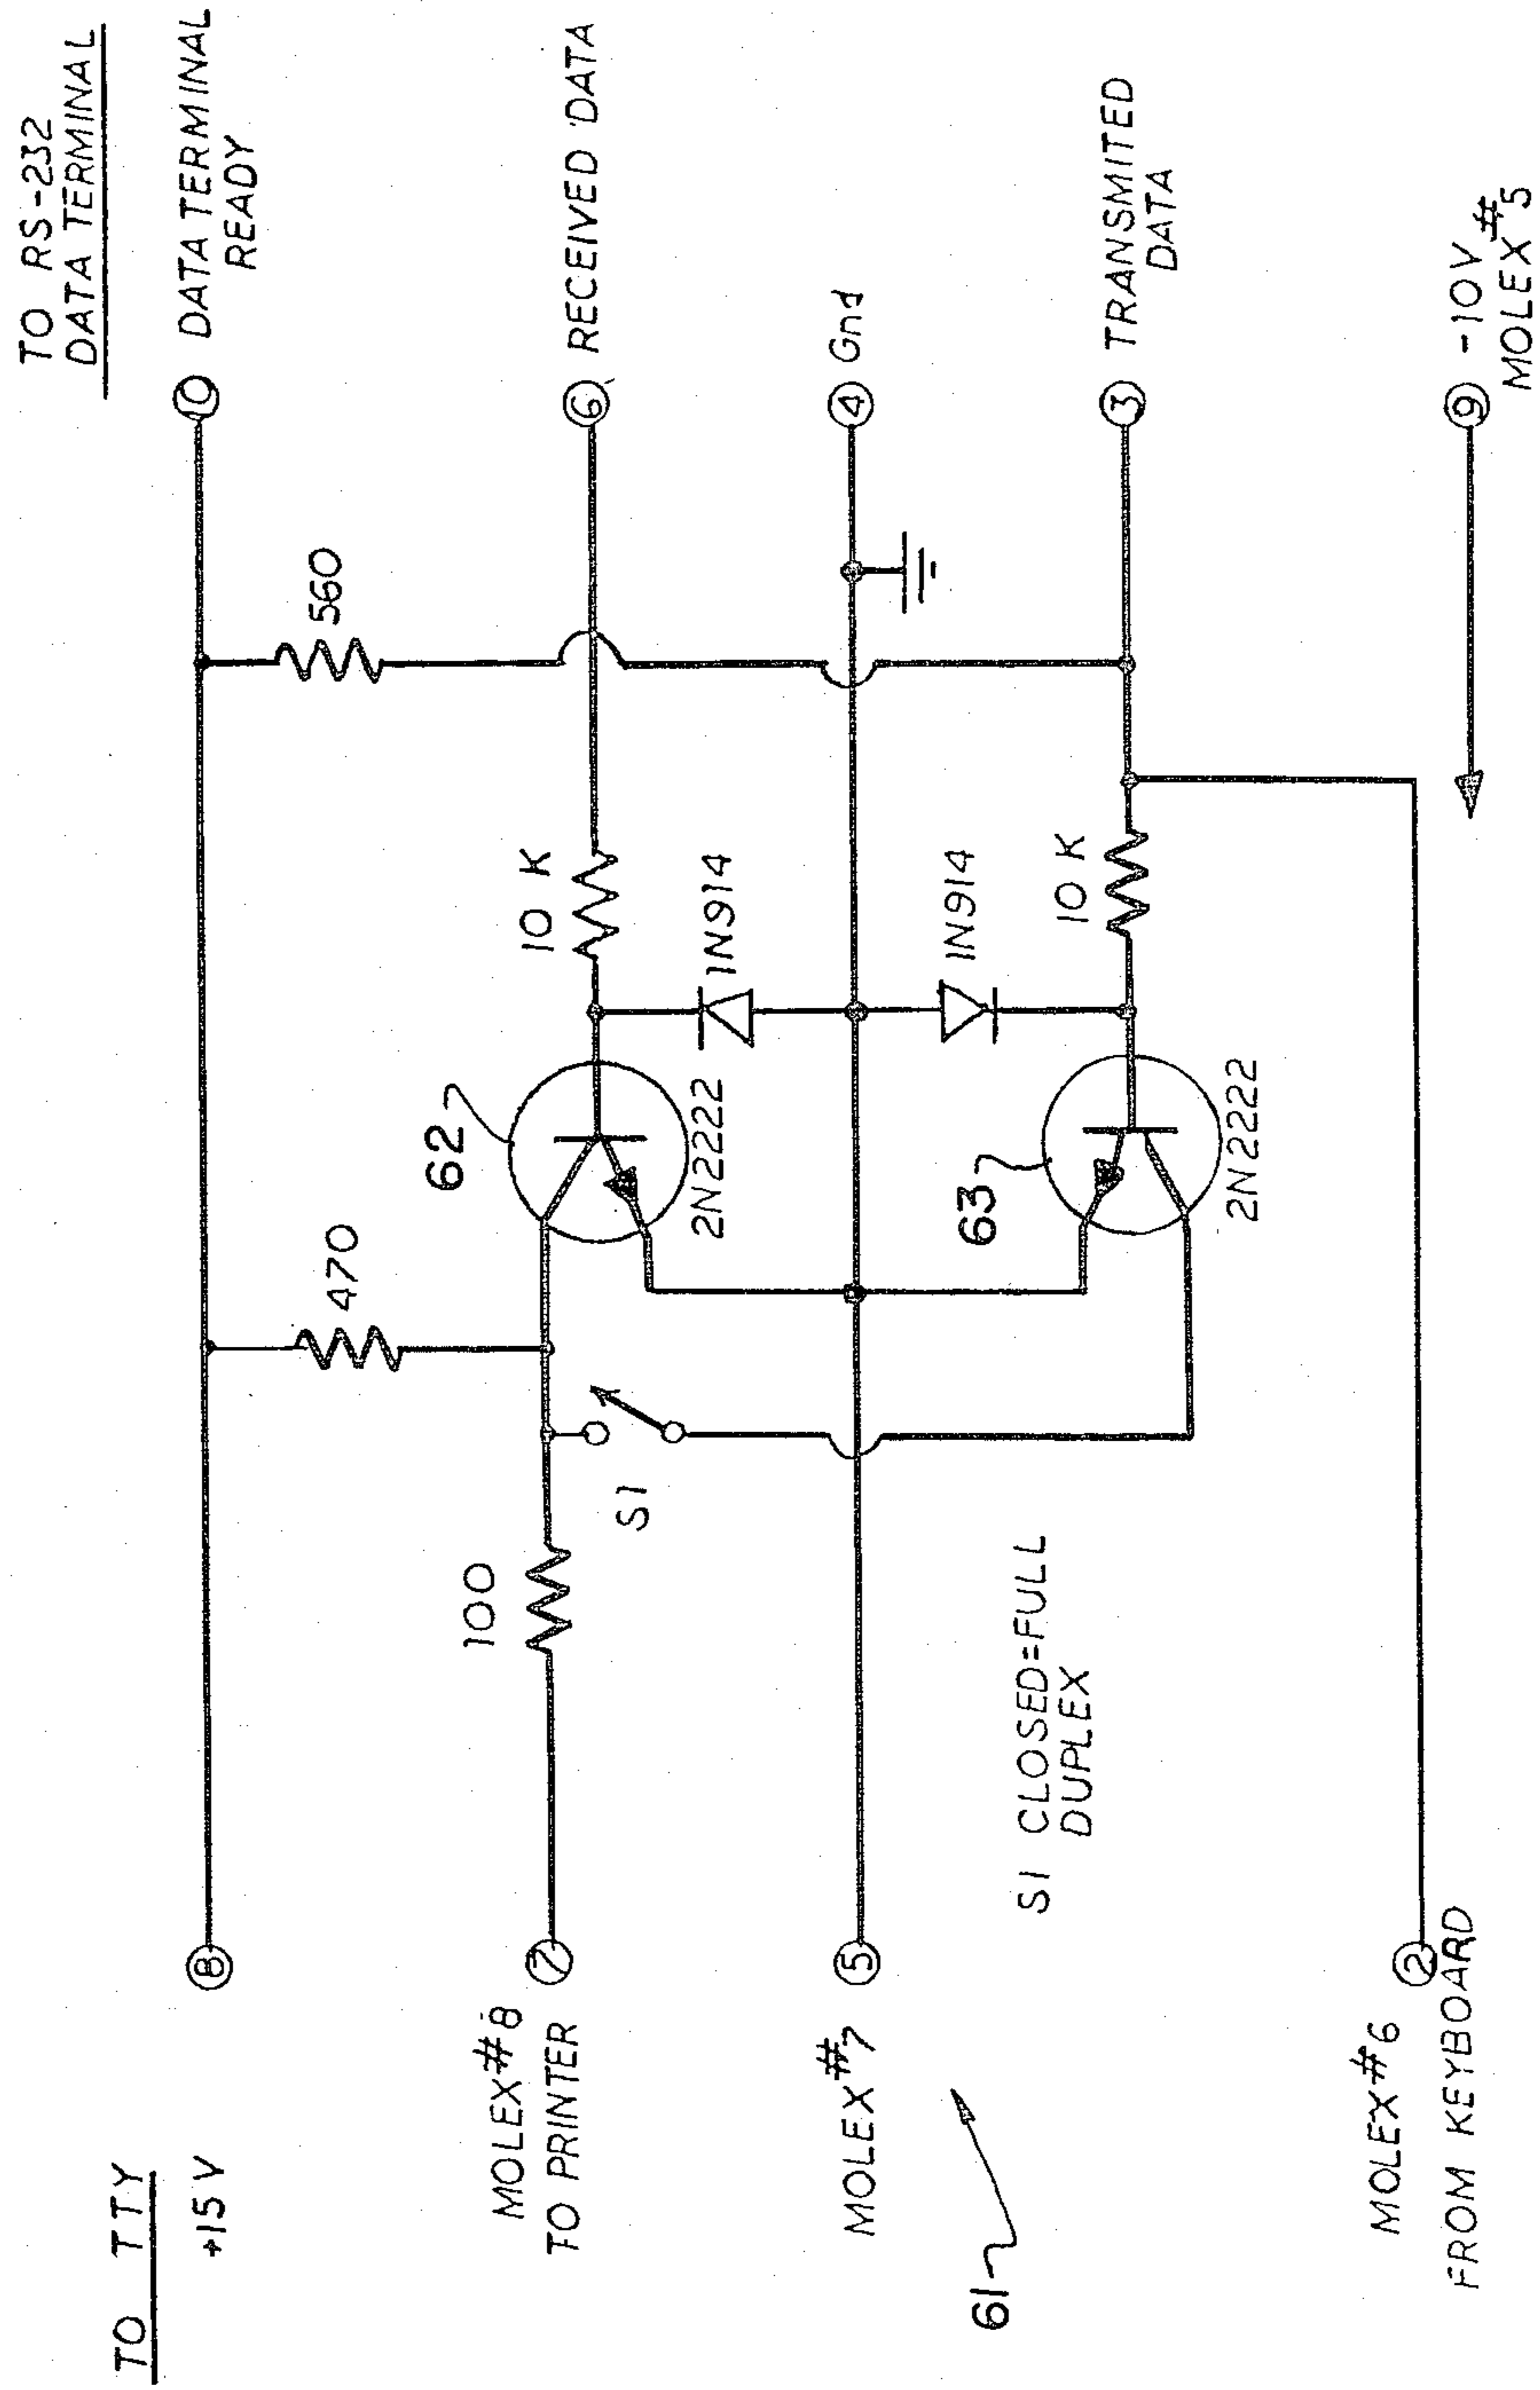 TO TTY
TO RS-232
DATA TERMINAL
+15V
8
10 DATA TERMINAL
READY
560
470
MOLEX #8
TO PRINTER
7
100
S1
62
2N2222
10 K
6 RECEIVED DATA
1N914
MOLEX #7
5
4 Gnd
61
S1 CLOSED=FULL
DUPLEX
63
2N2222
1N914
10 K
3 TRANSMITED
DATA
MOLEX #6
2
FROM KEYBOARD
9 -10V
MOLEX #5